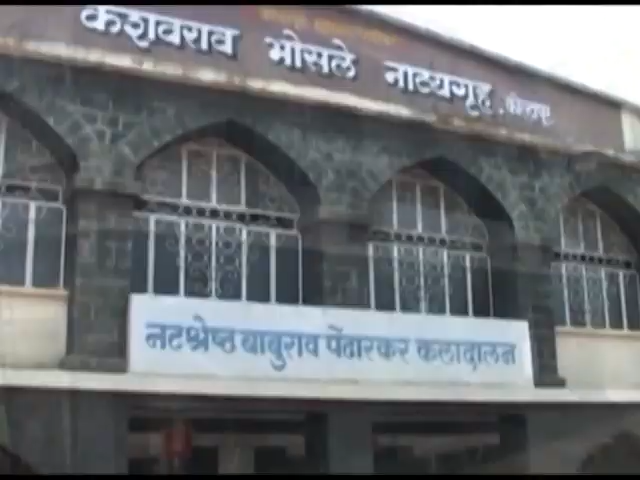 केशवराव भोसले नाट्यगृह,
नटश्रेष्ठ बाबुराव पेंढारकर कलादालन